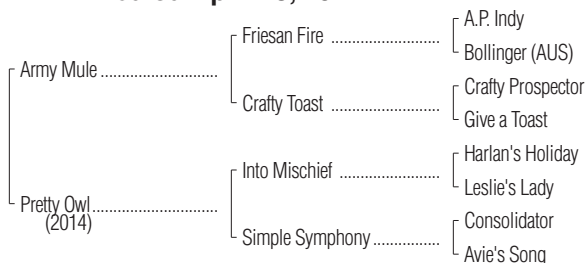 Army Mule
Friesan Fire
A.P. Indy
Bollinger (AUS)
Crafty Toast
Crafty Prospector
Give a Toast
Pretty Owl
(2014)
Into Mischief
Harlan's Holiday
Leslie's Lady
Simple Symphony
Consolidator
Avie's Song